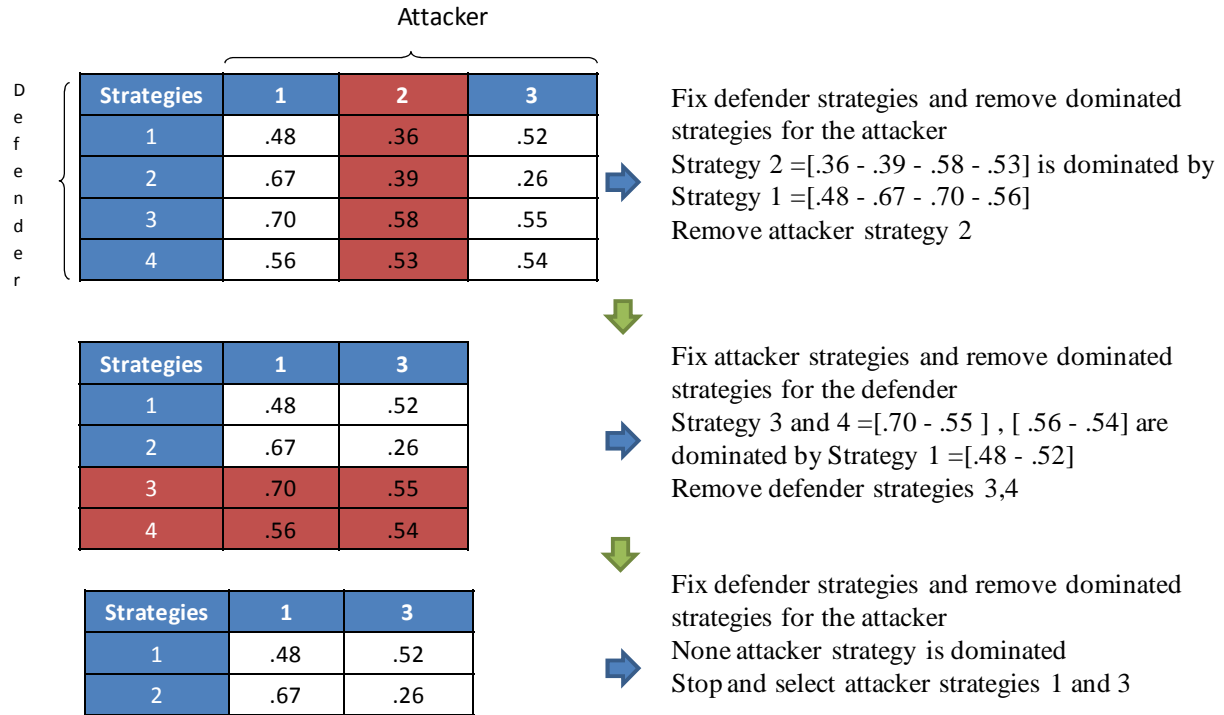 Attacker
Defender
Strategies 1 2 3
1 .48 .36 .52
2 .67 .39 .26
3 .70 .58 .55
4 .56 .53 .54
Fix defender strategies and remove dominated
strategies for the attacker
Strategy 2 =[.36 - .39 - .58 - .53] is dominated by
Strategy 1 =[.48 - .67 - .70 - .56]
Remove attacker strategy 2
Strategies 1 3
1 .48 .52
2 .67 .26
3 .70 .55
4 .56 .54
Fix attacker strategies and remove dominated
strategies for the defender
Strategy 3 and 4 =[.70 - .55 ] , [ .56 - .54] are
dominated by Strategy 1 =[.48 - .52]
Remove defender strategies 3,4
Strategies 1 3
1 .48 .52
2 .67 .26
Fix defender strategies and remove dominated
strategies for the attacker
None attacker strategy is dominated
Stop and select attacker strategies 1 and 3